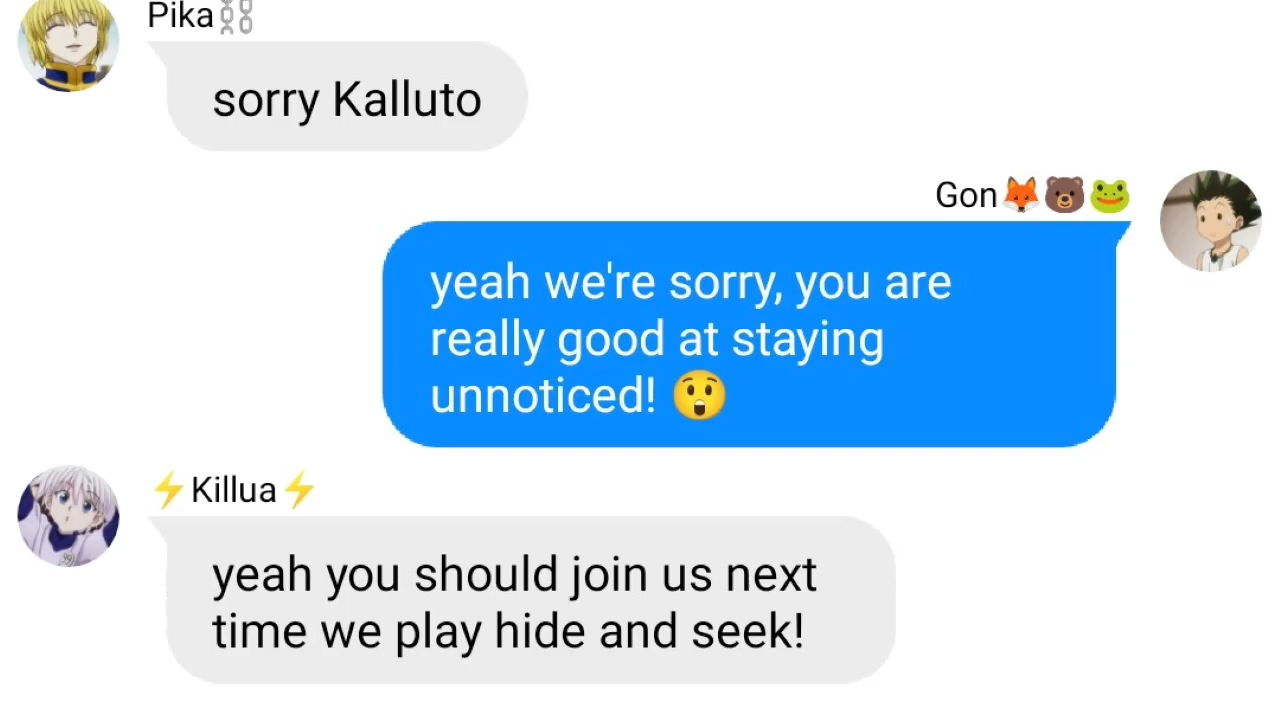 Pika⛓
sorry Kalluto
Gon🦊🐻🐸
yeah we're sorry, you are
really good at staying
unnoticed! 😲
⚡Killua⚡
yeah you should join us next
time we play hide and seek!